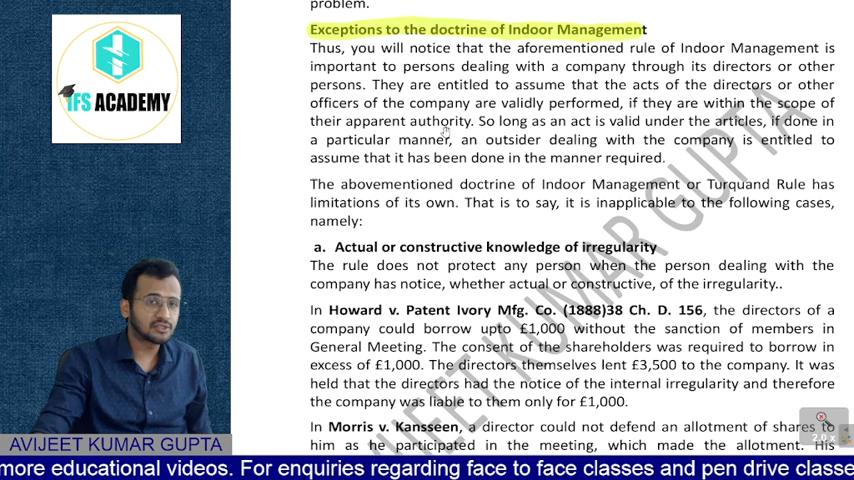 problem.
Exceptions to the doctrine of Indoor Management
Thus, you will notice that the aforementioned rule of Indoor Management is
important to persons dealing with a company through its directors or other
persons. They are entitled to assume that the acts of the directors or other
officers of the company are validly performed, if they are within the scope of
their apparent authority. So long as an act is valid under the articles, if done in
a particular manner, an outsider dealing with the company is entitled to
assume that it has been done in the manner required.
The abovementioned doctrine of Indoor Management or Turquand Rule has
limitations of its own. That is to say, it is inapplicable to the following cases,
namely:
a. Actual or constructive knowledge of irregularity
The rule does not protect any person when the person dealing with the
company has notice, whether actual or constructive, of the irregularity..
In Howard v. Patent Ivory Mfg. Co. (1888)38 Ch. D. 156, the directors of a
company could borrow upto £1,000 without the sanction of members in
General Meeting. The consent of the shareholders was required to borrow in
excess of £1,000. The directors themselves lent £3,500 to the company. It was
held that the directors had the notice of the internal irregularity and therefore
the company was liable to them only for £1,000.
In Morris v. Kansseen, a director could not defend an allotment of shares to
him as he participated in the meeting, which made the allotment. His
IFS ACADEMY
AVIJEET KUMAR GUPTA
2.0 x
more educational videos. For enquiries regarding face to face classes and pen drive classe